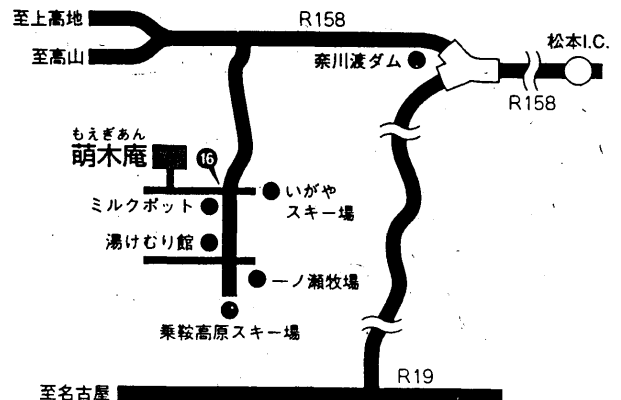 至上高地
R158
至高山
奈川渡ダム
松本I.C.
R158
もえぎあん
萌木庵
16
いがや
スキー場
ミルクポット
湯けむり館
一ノ瀬牧場
乗鞍高原スキー場
R19
至名古屋